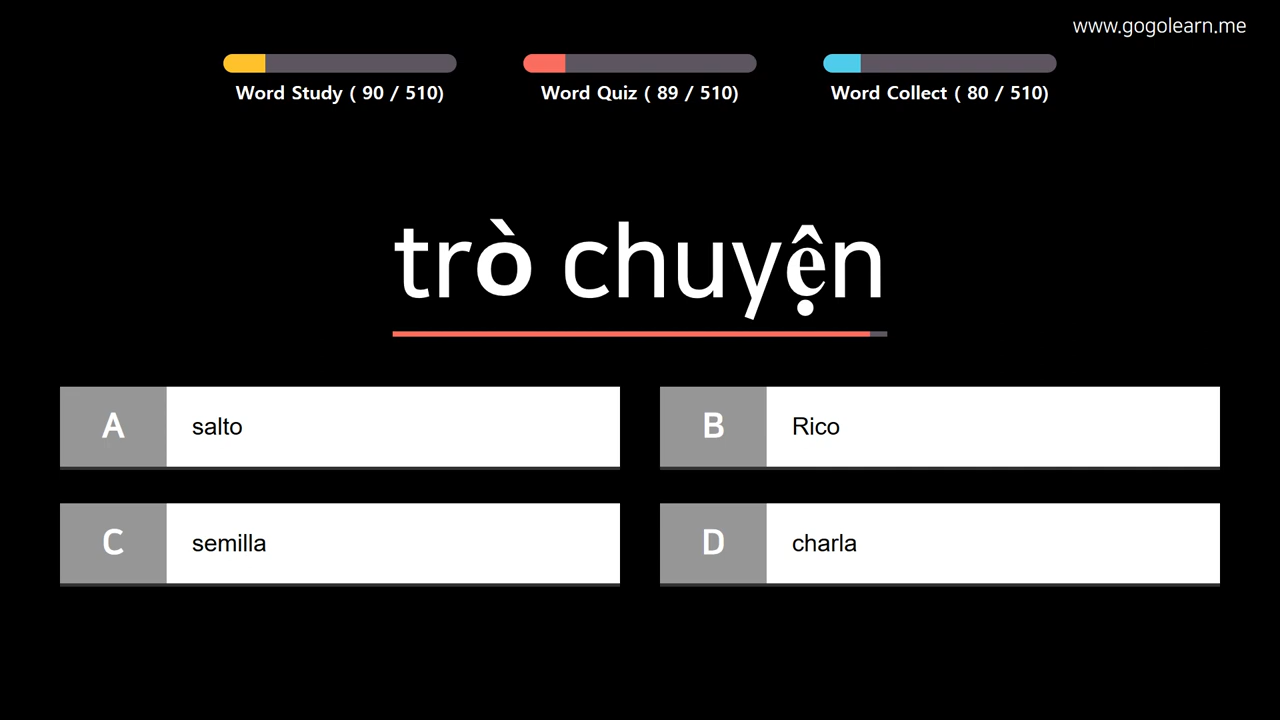 www.gogolearn.me
Word Study ( 90 / 510)
Word Quiz ( 89 / 510)
Word Collect ( 80 / 510)
trò chuyện
A salto
B Rico
C semilla
D charla